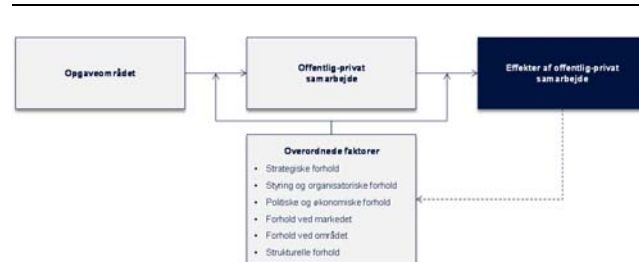 Opgaveområdet
Offentlig-privat
samarbejde
Effekter af offentlig-privat
samarbejde
Overordnede faktorer
• Strategiske forhold
• Styring og organisatoriske forhold
• Politiske og økonomiske forhold
• Forhold ved markedet
• Forhold ved området
• Strukturelle forhold